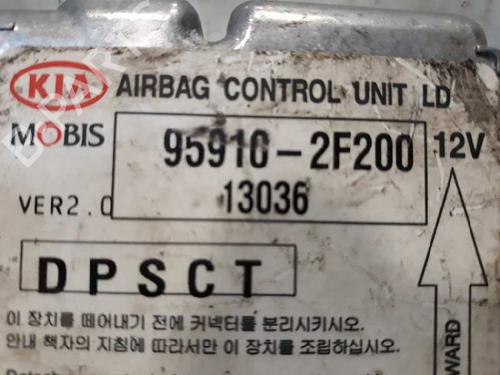 KIA AIRBAG CONTROL UNIT LD
MOBIS 95910-2F200 12V
VER2.0 13036
DPSCT
이 장치를 떼어내기 전에 커넥터를 분리시키시오.
안내 책자의 지침에 따라서만 이 장치를 조립하십시오.
WARD